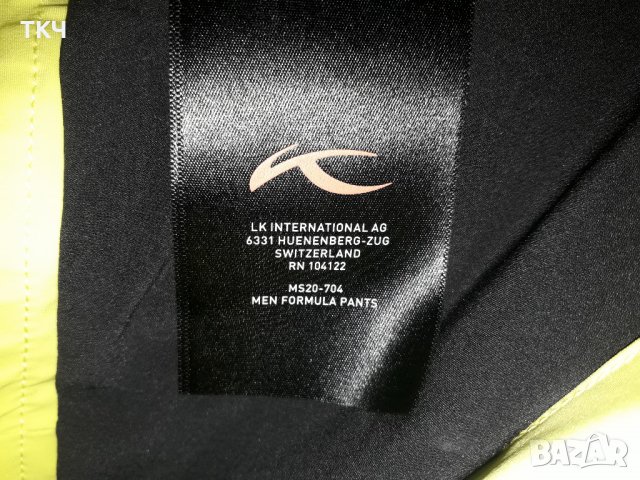 ТКЧ
LK INTERNATIONAL AG
6331 HUENENBERG-ZUG
SWITZERLAND
RN 104122
MS20-704
MEN FORMULA PANTS
BAZAR